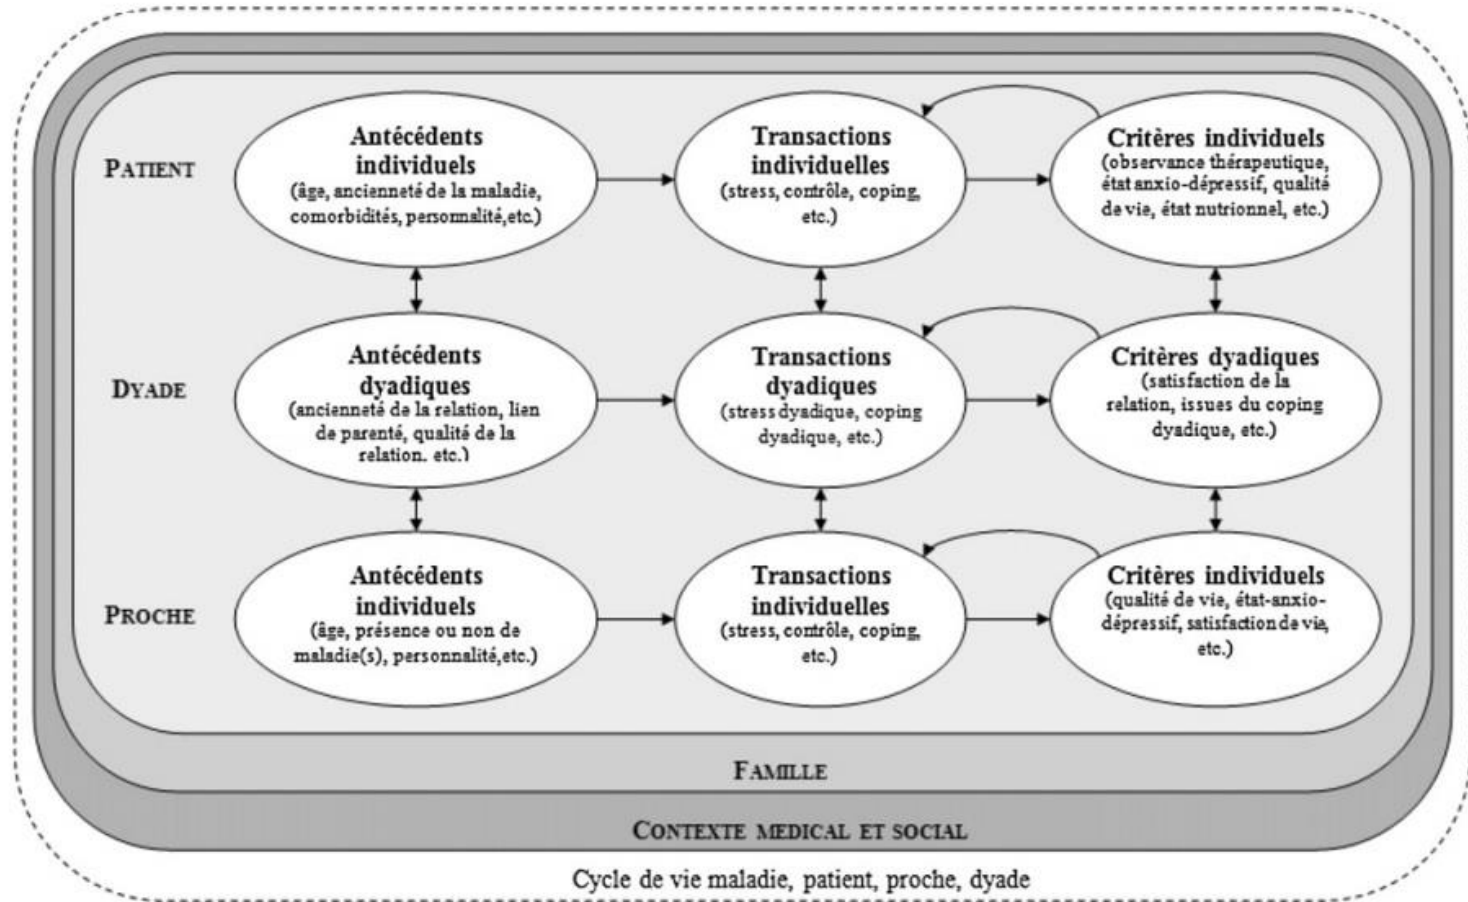 PATIENT
Antécédents
individuels
(âge, ancienneté de la maladie,
comorbidités, personnalité,etc.)
Transactions
individuelles
(stress, contrôle, coping,
etc.)
Critères individuels
(observance thérapeutique,
état anxio-dépressif, qualité
de vie, état nutrionnel, etc.)
DYADE
Antécédents
dyadiques
(ancienneté de la relation, lien
de parenté, qualité de la
relation, etc.)
Transactions
dyadiques
(stress dyadique, coping
dyadique, etc.)
Critères dyadiques
(satisfaction de la
relation, issues du coping
dyadique, etc.)
PROCHE
Antécédents
individuels
(âge, présence ou non de
maladie(s), personnalité,etc.)
Transactions
individuelles
(stress, contrôle, coping,
etc.)
Critères individuels
(qualité de vie, état-anxio-
dépressif, satisfaction de vie,
etc.)
FAMILLE
CONTEXTE MEDICAL ET SOCIAL
Cycle de vie maladie, patient, proche, dyade